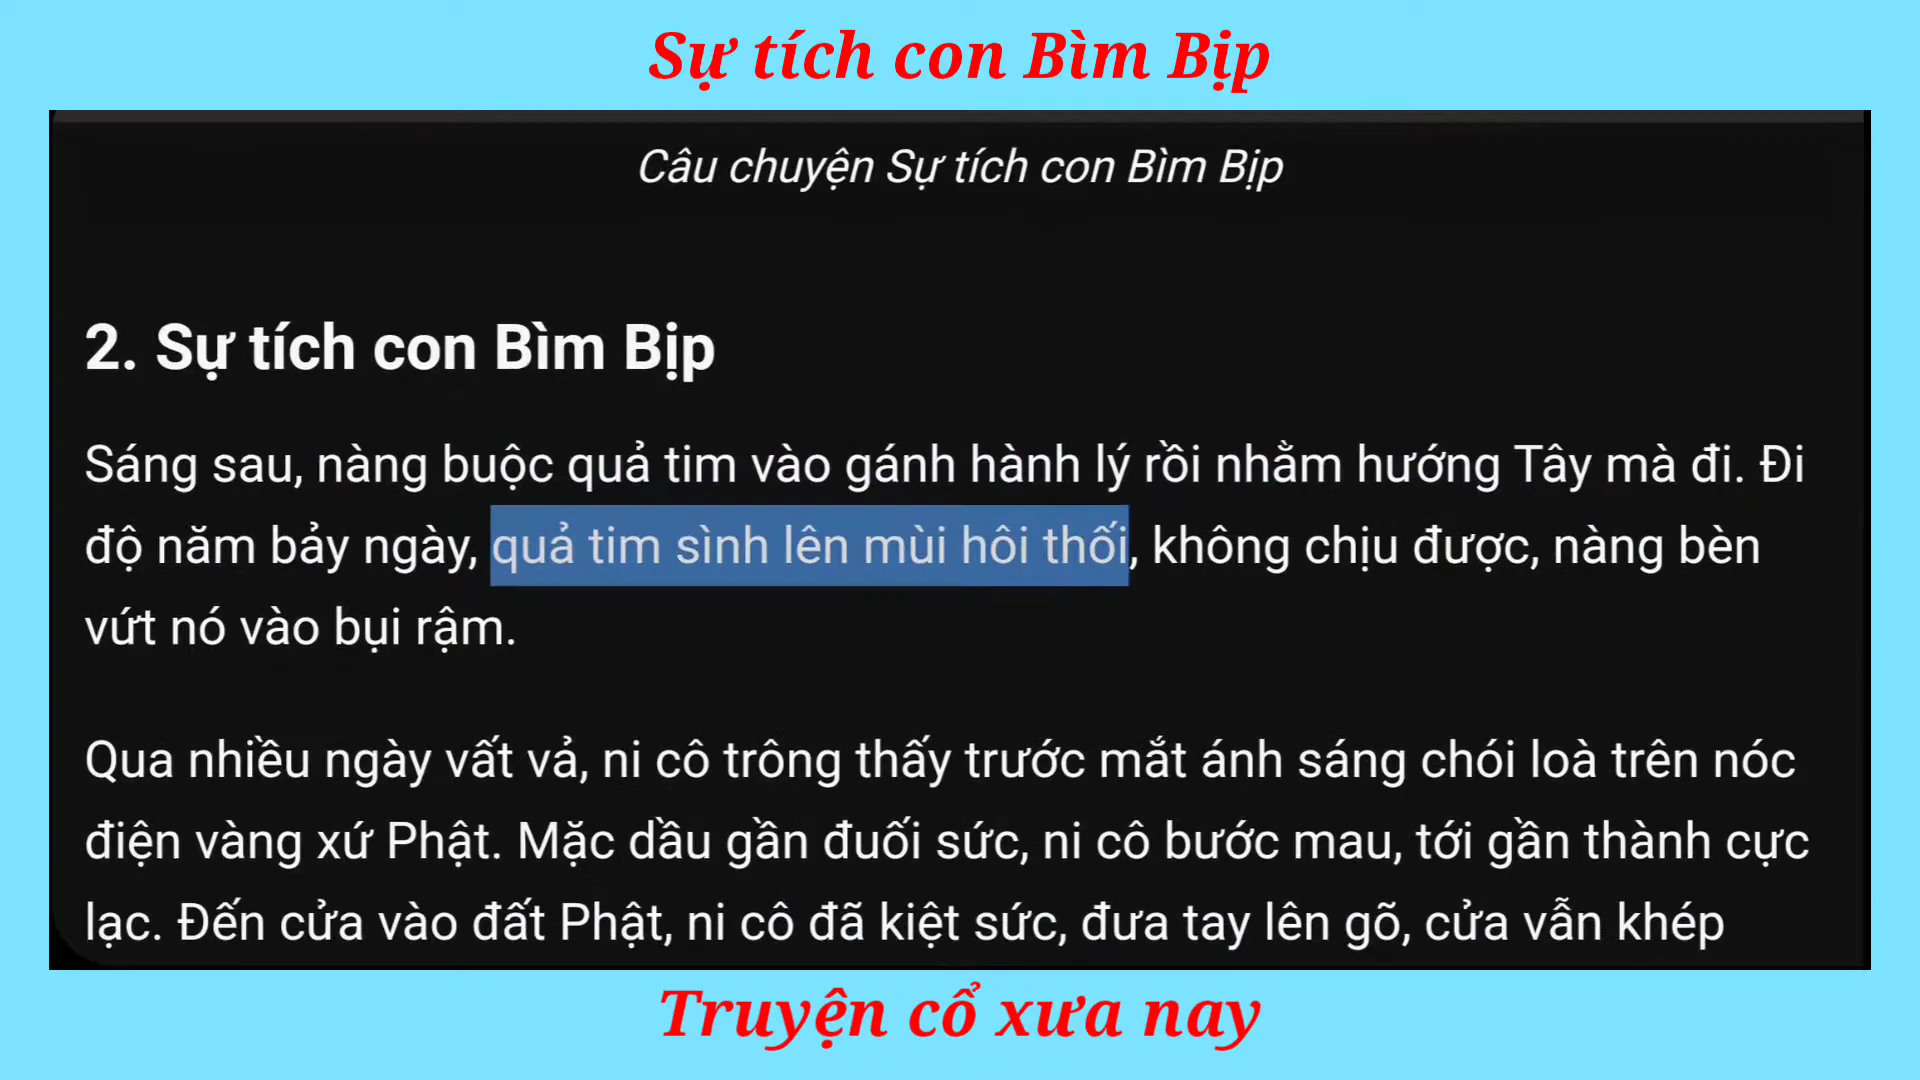 Sự tích con Bìm Bịp
Câu chuyện Sự tích con Bìm Bịp
2. Sự tích con Bìm Bịp
Sáng sau, nàng buộc quả tim vào gánh hành lý rồi nhằm hướng Tây mà đi. Đi
độ năm bảy ngày, quả tim sình lên mùi hôi thối, không chịu được, nàng bèn
vứt nó vào bụi rậm.
Qua nhiều ngày vất vả, ni cô trông thấy trước mắt ánh sáng chói loà trên nóc
điện vàng xứ Phật. Mặc dầu gần đuối sức, ni cô bước mau, tới gần thành cực
lạc. Đến cửa vào đất Phật, ni cô đã kiệt sức, đưa tay lên gõ, cửa vẫn khép
Truyện cổ xưa nay